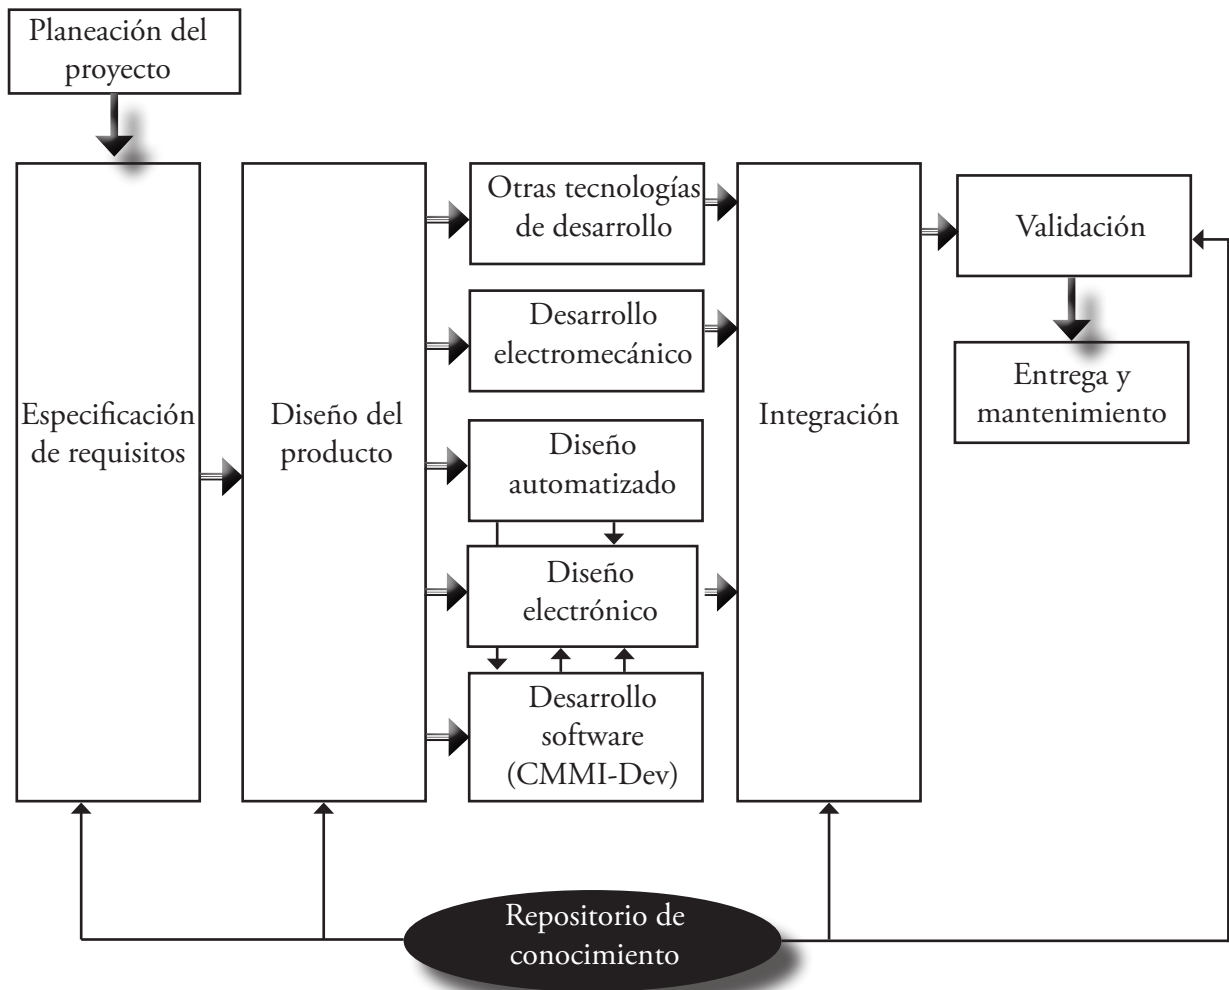 Planeación del
proyecto
Especificación
de requisitos
Diseño del
producto
Otras tecnologías
de desarrollo
Desarrollo
electromecánico
Diseño
automatizado
Diseño
electrónico
Desarrollo
software
(CMMI-Dev)
Integración
Validación
Entrega y
mantenimiento
Repositorio de
conocimiento